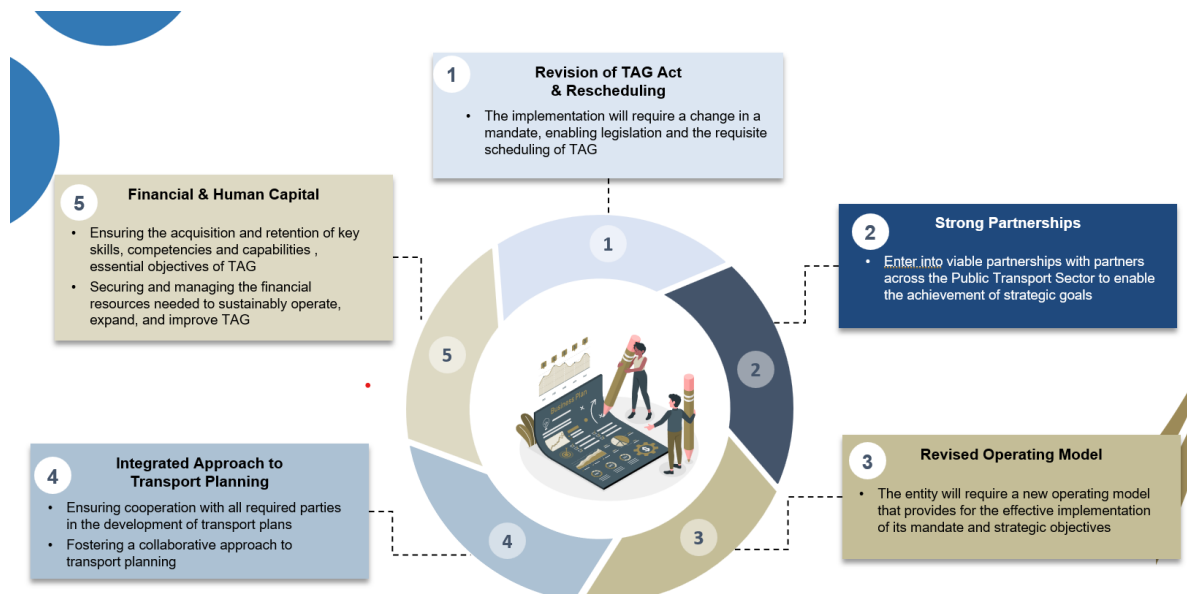 1
Revision of TAG Act
& Rescheduling
• The implementation will require a change in a
mandate, enabling legislation and the requisite
scheduling of TAG
2
Strong Partnerships
• Enter into viable partnerships with partners
across the Public Transport Sector to enable
the achievement of strategic goals
3
Revised Operating Model
• The entity will require a new operating model
that provides for the effective implementation
of its mandate and strategic objectives
4
Integrated Approach to
Transport Planning
• Ensuring cooperation with all required parties
in the development of transport plans
• Fostering a collaborative approach to
transport planning
5
Financial & Human Capital
• Ensuring the acquisition and retention of key
skills, competencies and capabilities ,
essential objectives of TAG
• Securing and managing the financial
resources needed to sustainably operate,
expand, and improve TAG
1
2
3
4
5
Business Plan